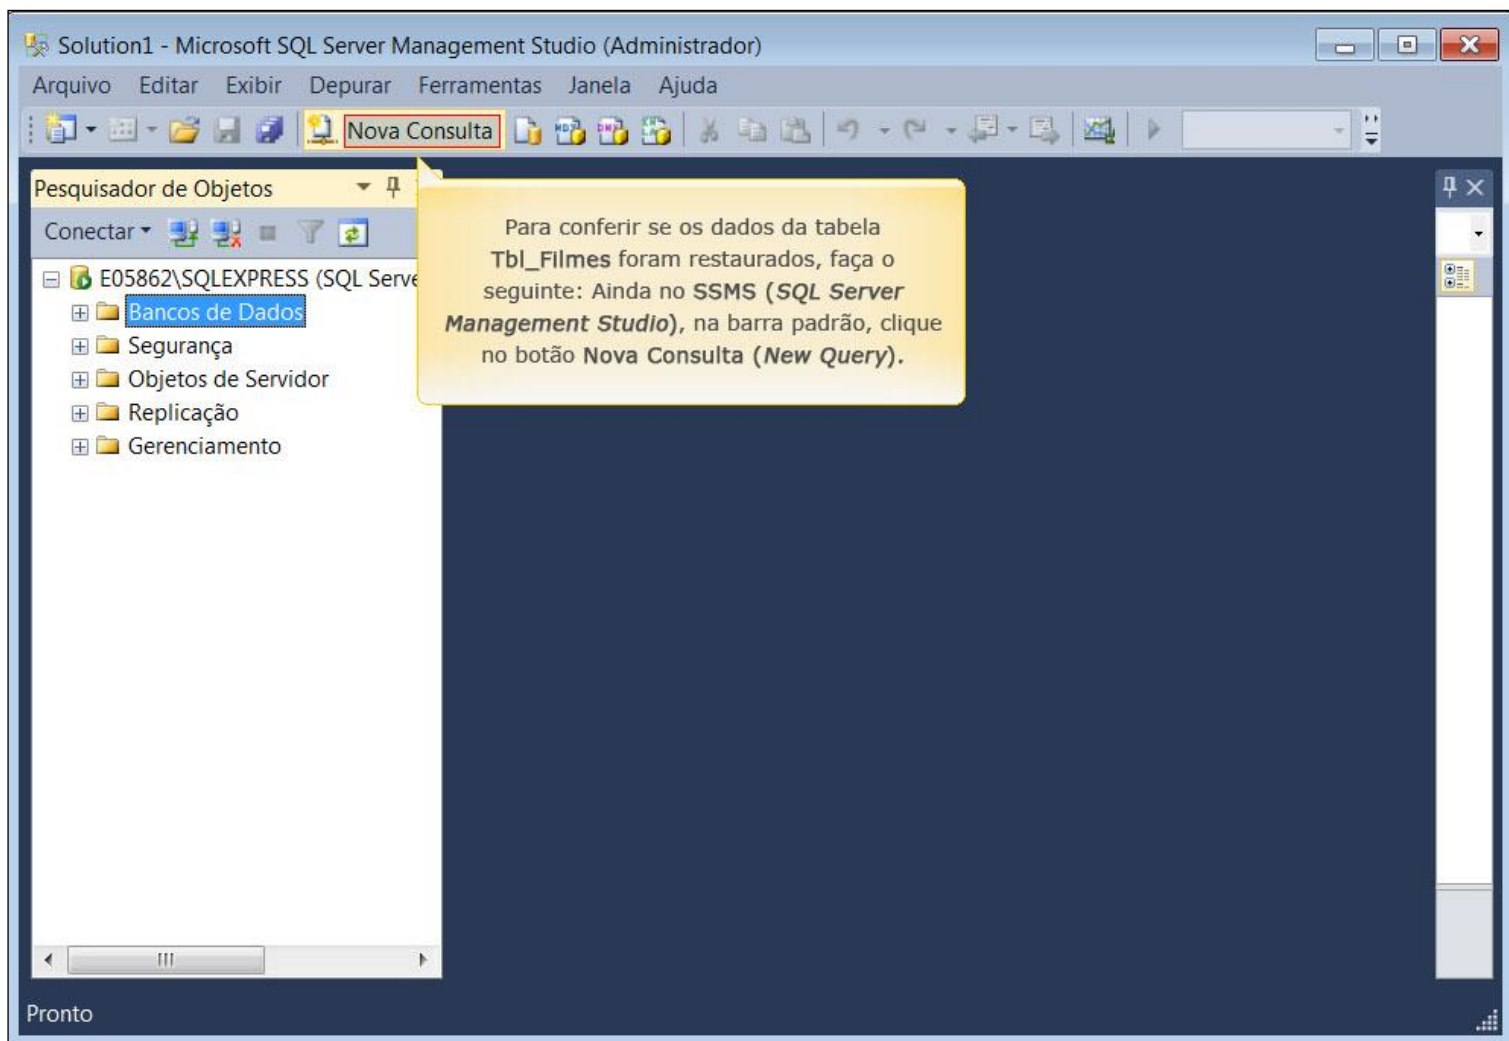 Solution1 - Microsoft SQL Server Management Studio (Administrador)
Arquivo Editar Exibir Depurar Ferramentas Janela Ajuda
Nova Consulta
Pesquisador de Objetos
Conectar
E05862\SQLEXPRESS (SQL Serve
Bancos de Dados
Segurança
Objetos de Servidor
Replicação
Gerenciamento
Para conferir se os dados da tabela
Tbl_Filmes foram restaurados, faça o
seguinte: Ainda no SSMS (SQL Server
Management Studio), na barra padrão, clique
no botão Nova Consulta (New Query).
Pronto